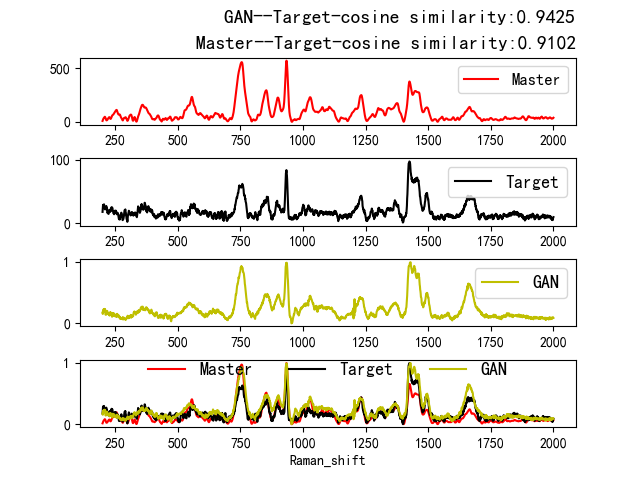 GAN--Target-cosine similarity:0.9425
Master--Target-cosine similarity:0.9102
500
0
Master
250 500 750 1000 1250 1500 1750 2000
100
0
Target
250 500 750 1000 1250 1500 1750 2000
1
0
GAN
250 500 750 1000 1250 1500 1750 2000
1
0
Master Target GAN
250 500 750 1000 1250 1500 1750 2000
Raman_shift